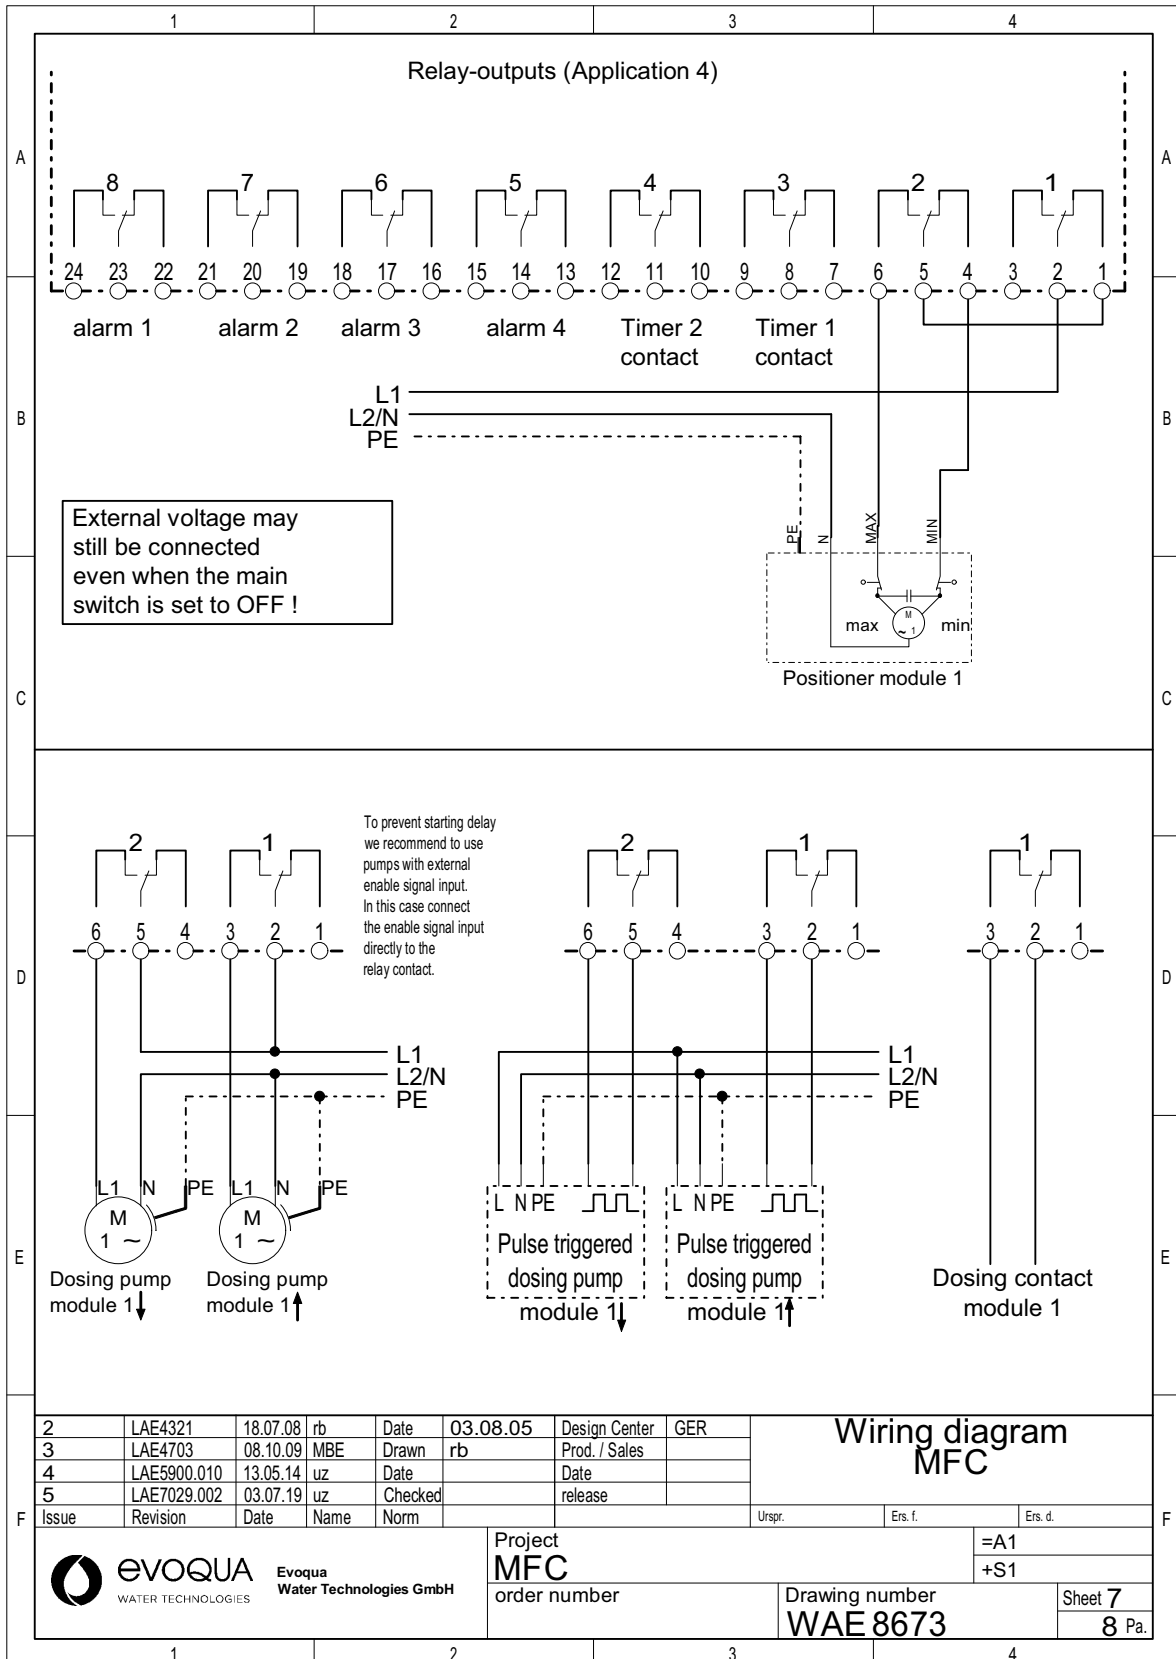 1 2 3 4
Relay-outputs (Application 4)
A A
8 7 6 5 4 3 2 1
24 23 22 21 20 19 18 17 16 15 14 13 12 11 10 9 8 7 6 5 4 3 2 1
alarm 1 alarm 2 alarm 3 alarm 4 Timer 2 Timer 1
contact contact
L1
L2/N
PE
B B
External voltage may
still be connected
even when the main
switch is set to OFF !
PE N MAX MIN
M
~ 1
max min
Positioner module 1
C C
To prevent starting delay
we recommend to use
pumps with external
enable signal input.
In this case connect
the enable signal input
directly to the
relay contact.
2 1 2 1 1
6 5 4 3 2 1 6 5 4 3 2 1 3 2 1
D D
L1 L1
L2/N L2/N
PE PE
L1 N PE L1 N PE L N PE L N PE
M M
1 ~ 1 ~
E E
Dosing pump
module 1
Dosing pump
module 1
Pulse triggered
dosing pump
module 1
Pulse triggered
dosing pump
module 1
Dosing contact
module 1
2 LAE4321 18.07.08 rb Date 03.08.05 Design Center GER
3 LAE4703 08.10.09 MBE Drawn rb Prod. / Sales
4 LAE5900.010 13.05.14 uz Date Date
5 LAE7029.002 03.07.19 uz Checked release
Issue Revision Date Name Norm
Wiring diagram
MFC
Urspr. Ers. f. Ers. d.
F F
evoQUA
WATER TECHNOLOGIES
Evoqua
Water Technologies GmbH
Project
MFC
=A1
+S1
order number
Drawing number
WAE 8673
Sheet 7
8 Pa.
1 2 3 4